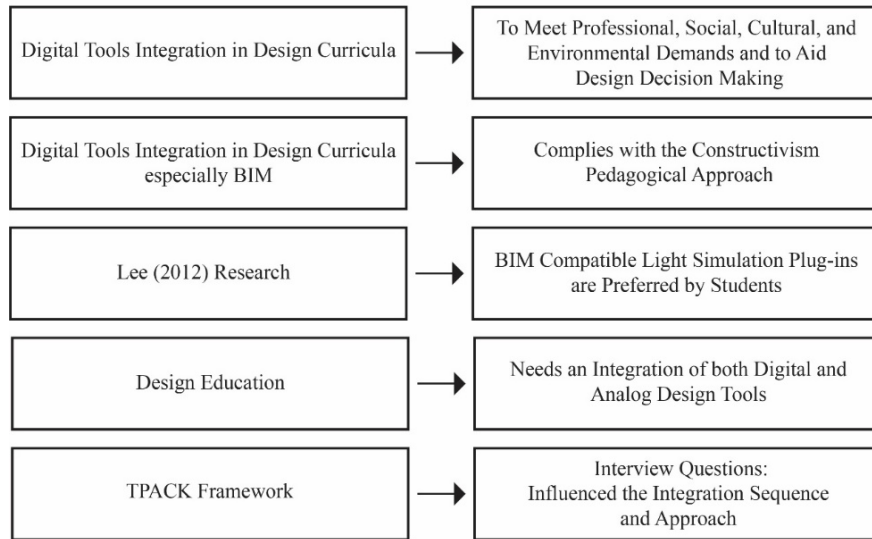 Digital Tools Integration in Design Curricula
To Meet Professional, Social, Cultural, and
Environmental Demands and to Aid
Design Decision Making
Digital Tools Integration in Design Curricula
especially BIM
Complies with the Constructivism
Pedagogical Approach
Lee (2012) Research
BIM Compatible Light Simulation Plug-ins
are Preferred by Students
Design Education
Needs an Integration of both Digital and
Analog Design Tools
TPACK Framework
Interview Questions:
Influenced the Integration Sequence
and Approach